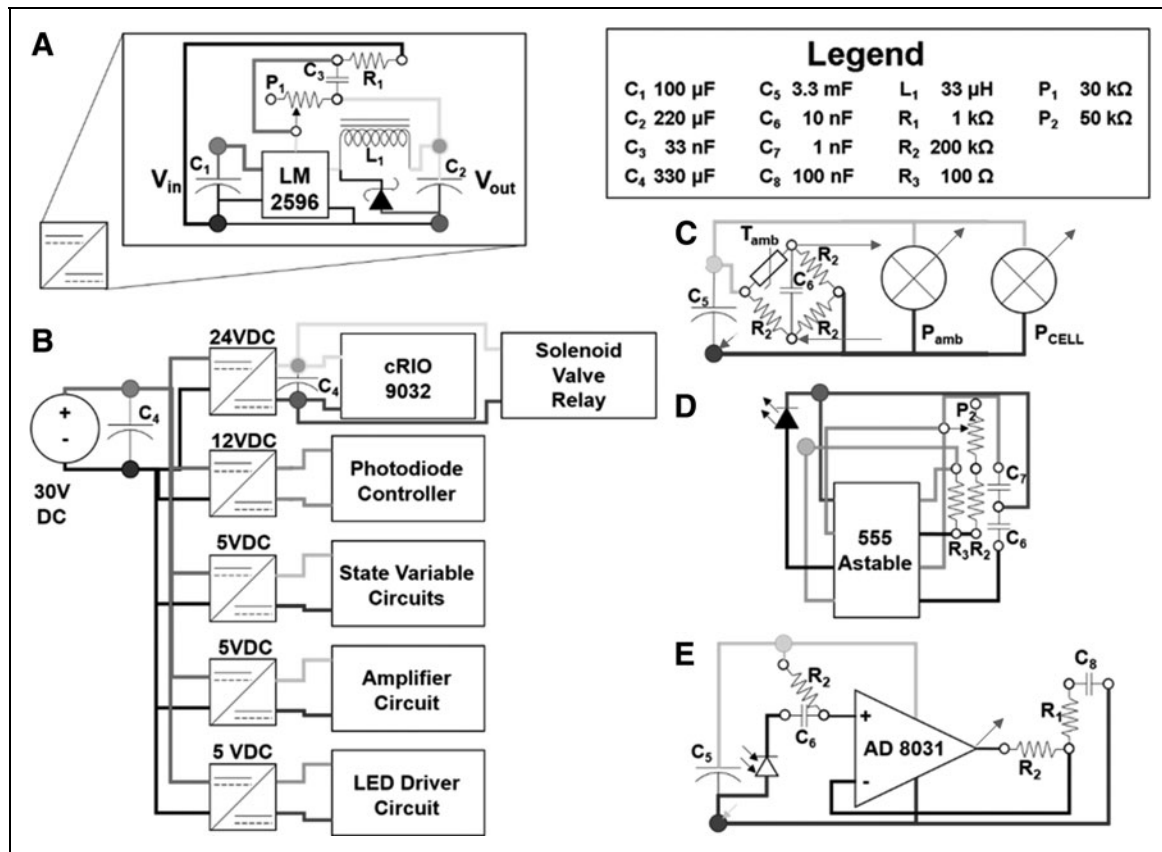 A
C3
R1
P1
C1
L1
C2
Vin
LM
2596
Vout
Legend
C1 100 µF C5 3.3 mF L1 33 µH P1 30 kΩ
C2 220 µF C6 10 nF R1 1 kΩ P2 50 kΩ
C3 33 nF C7 1 nF R2 200 kΩ
C4 330 µF C8 100 nF R3 100 Ω
B
+
-
30V
DC
C4
24VDC
C4
cRIO
9032
Solenoid
Valve
Relay
12VDC
Photodiode
Controller
5VDC
State Variable
Circuits
5VDC
Amplifier
Circuit
5 VDC
LED Driver
Circuit
C
Tamb
R2
C5
C6
R2
R2
Pamb
PCELL
D
P2
C7
555
Astable
R3
R2
C6
E
R2
C8
C5
C6
+
-
AD 8031
R1
R2